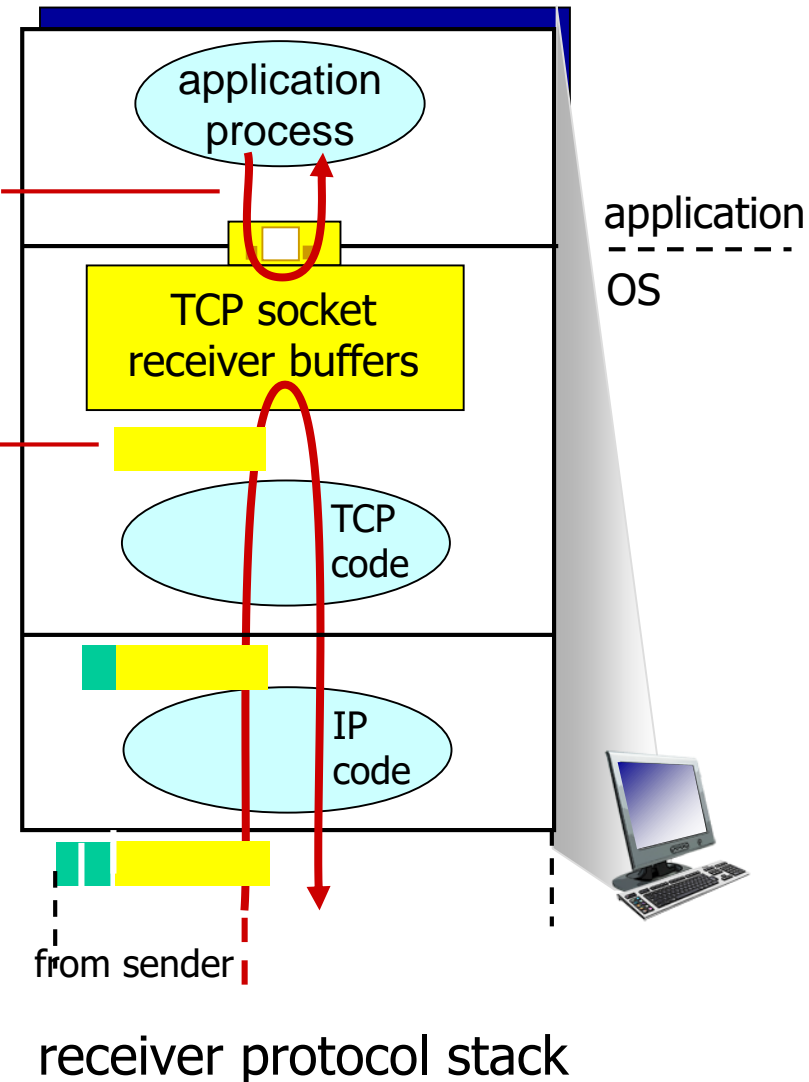 application
process
application
OS
TCP socket
receiver buffers
TCP
code
IP
code
from sender
receiver protocol stack